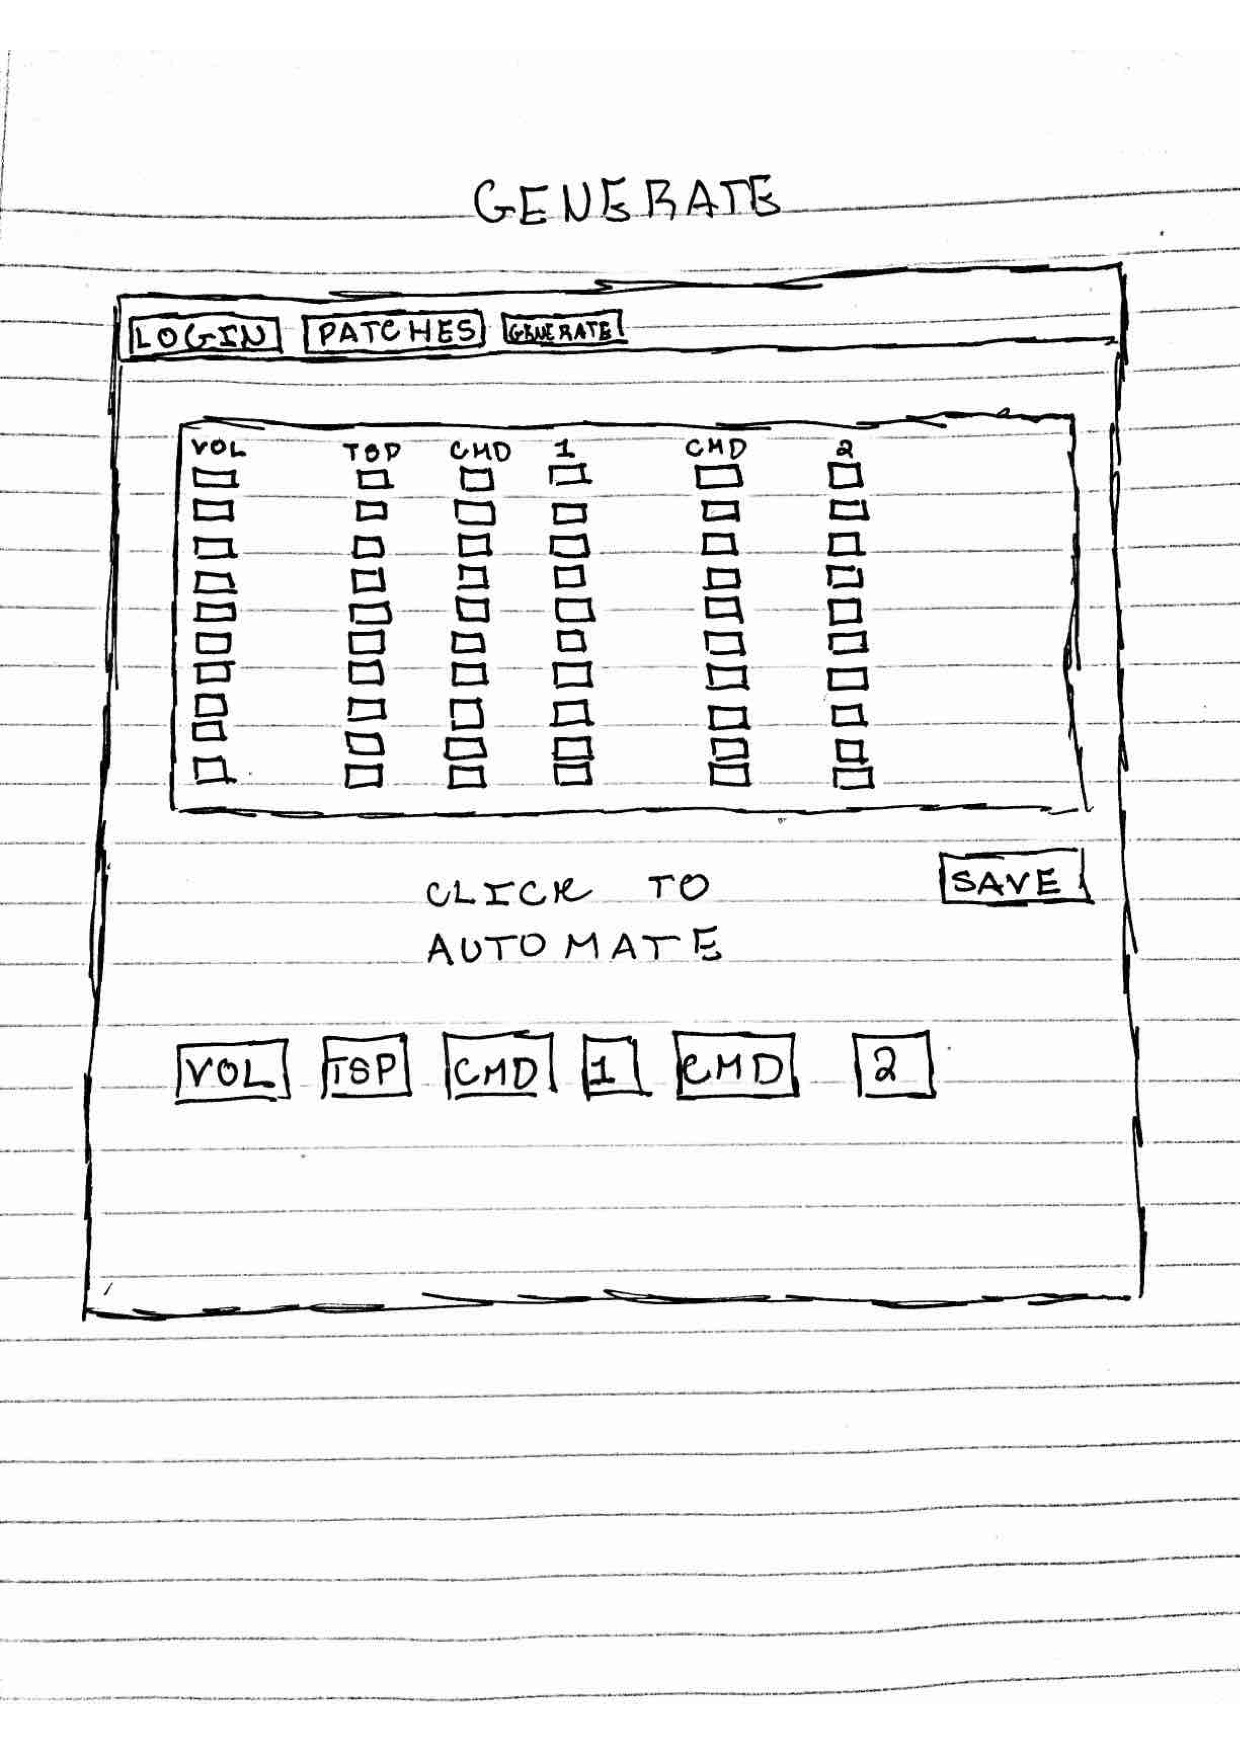 GENERATE
LOGIN PATCHES GENERATE
VOL TSP CMD 1 CMD 2
CLICK TO SAVE
AUTOMATE
VOL TSP CMD 1 CMD 2